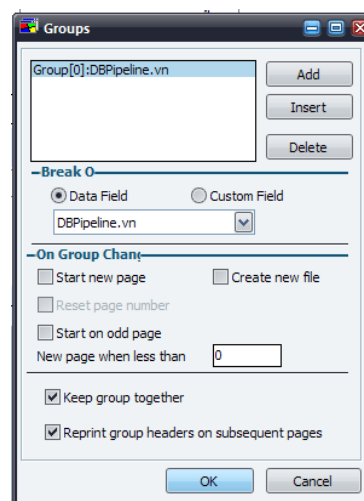 Groups
Group[0]:DBPipeline.vn
Add
Insert
Delete
Break O
Data Field
Custom Field
DBPipeline.vn
On Group Chang
Start new page
Create new file
Reset page number
Start on odd page
New page when less than
0
Keep group together
Reprint group headers on subsequent pages
OK
Cancel